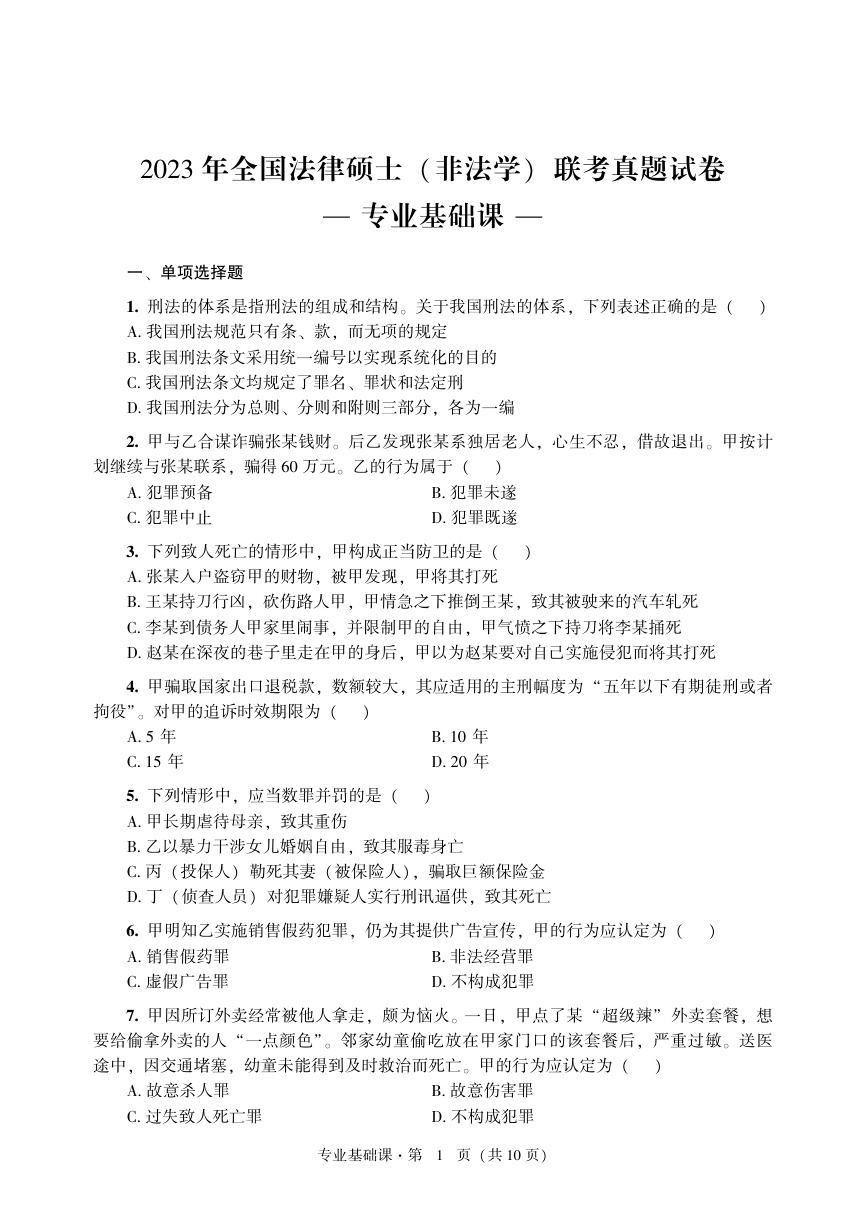 2023 年全国法律硕士（非法学）联考真题试卷
— 专业基础课 —
一、单项选择题
1. 刑法的体系是指刑法的组成和结构。关于我国刑法的体系，下列表述正确的是（　）
A. 我国刑法规范只有条、款，而无项的规定
B. 我国刑法条文采用统一编号以实现系统化的目的
C. 我国刑法条文均规定了罪名、罪状和法定刑
D. 我国刑法分为总则、分则和附则三部分，各为一编
2. 甲与乙合谋诈骗张某钱财。后乙发现张某系独居老人，心生不忍，借故退出。甲按计
划继续与张某联系，骗得 60 万元。乙的行为属于（　）
A. 犯罪预备 B. 犯罪未遂
C. 犯罪中止 D. 犯罪既遂
3. 下列致人死亡的情形中，甲构成正当防卫的是（　）
A. 张某入户盗窃甲的财物，被甲发现，甲将其打死
B. 王某持刀行凶，砍伤路人甲，甲情急之下推倒王某，致其被驶来的汽车轧死
C. 李某到债务人甲家里闹事，并限制甲的自由，甲气愤之下持刀将李某捅死
D. 赵某在深夜的巷子里走在甲的身后，甲以为赵某要对自己实施侵犯而将其打死
4. 甲骗取国家出口退税款，数额较大，其应适用的主刑幅度为“五年以下有期徒刑或者
拘役”。对甲的追诉时效期限为（　）
A. 5 年 B. 10 年
C. 15 年 D. 20 年
5. 下列情形中，应当数罪并罚的是（　）
A. 甲长期虐待母亲，致其重伤
B. 乙以暴力干涉女儿婚姻自由，致其服毒身亡
C. 丙（投保人）勒死其妻（被保险人），骗取巨额保险金
D. 丁（侦查人员）对犯罪嫌疑人实行刑讯逼供，致其死亡
6. 甲明知乙实施销售假药犯罪，仍为其提供广告宣传，甲的行为应认定为（　）
A. 销售假药罪 B. 非法经营罪
C. 虚假广告罪 D. 不构成犯罪
7. 甲因所订外卖经常被他人拿走，颇为恼火。一日，甲点了某“超级辣”外卖套餐，想
要给偷拿外卖的人“一点颜色”。邻家幼童偷吃放在甲家门口的该套餐后，严重过敏。送医
途中，因交通堵塞，幼童未能得到及时救治而死亡。甲的行为应认定为（　）
A. 故意杀人罪 B. 故意伤害罪
C. 过失致人死亡罪 D. 不构成犯罪
专业基础课・第 1 页（共 10 页）